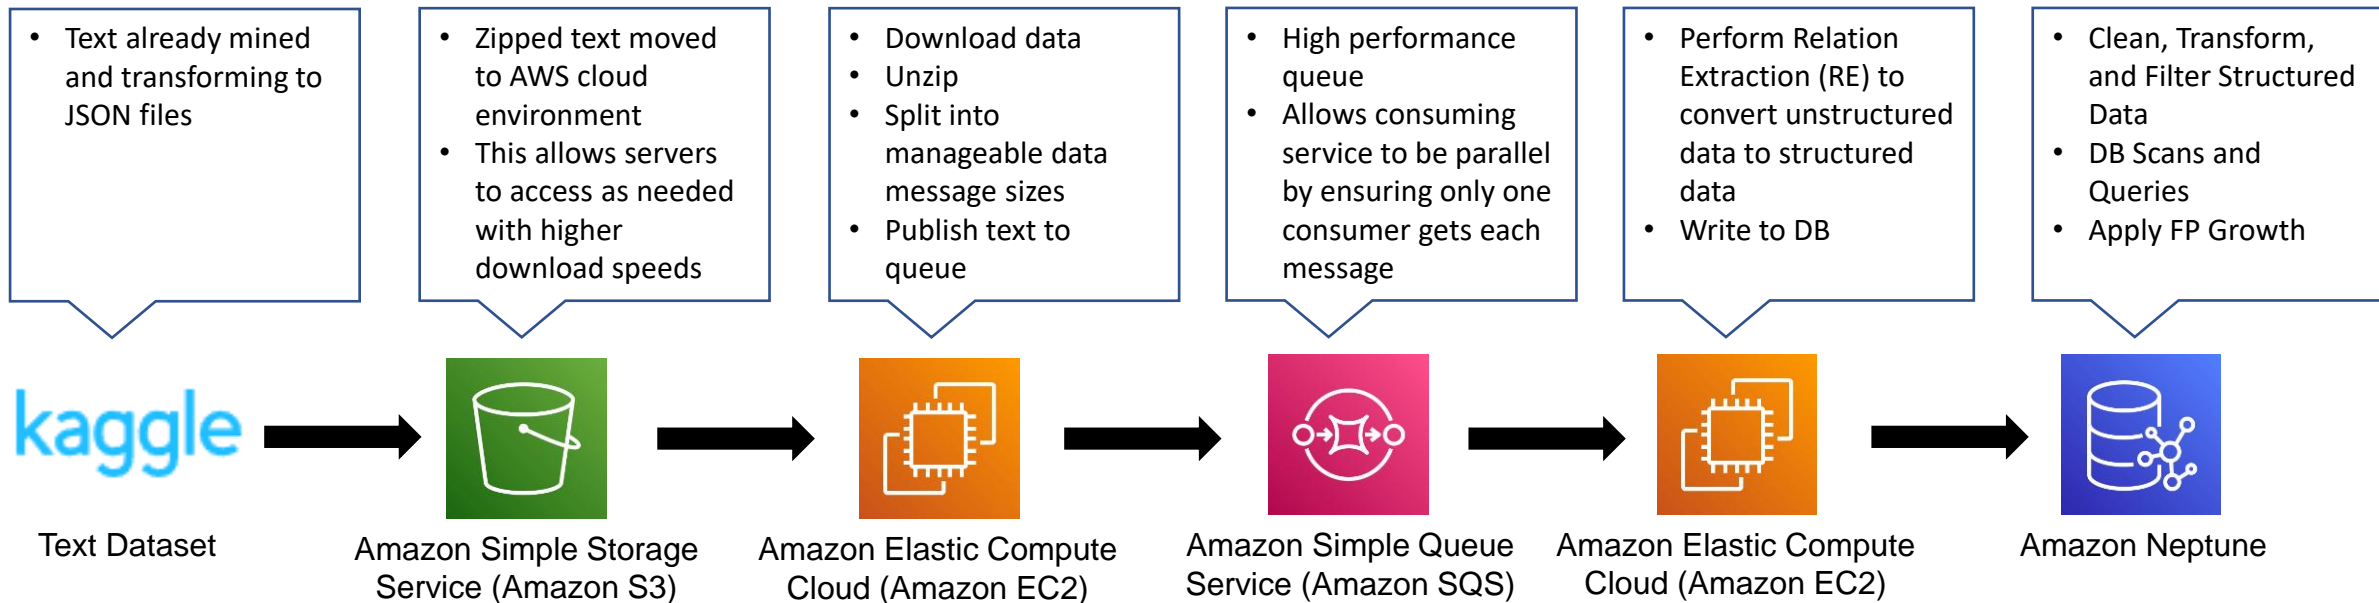 • Text already mined
and transforming to
JSON files
• Zipped text moved
to AWS cloud
environment
• This allows servers
to access as needed
with higher
download speeds
• Download data
• Unzip
• Split into
manageable data
message sizes
• Publish text to
queue
• High performance
queue
• Allows consuming
service to be parallel
by ensuring only one
consumer gets each
message
• Perform Relation
Extraction (RE) to
convert unstructured
data to structured
data
• Write to DB
• Clean, Transform,
and Filter Structured
Data
• DB Scans and
Queries
• Apply FP Growth
kaggle
Text Dataset
Amazon Simple Storage
Service (Amazon S3)
Amazon Elastic Compute
Cloud (Amazon EC2)
Amazon Simple Queue
Service (Amazon SQS)
Amazon Elastic Compute
Cloud (Amazon EC2)
Amazon Neptune